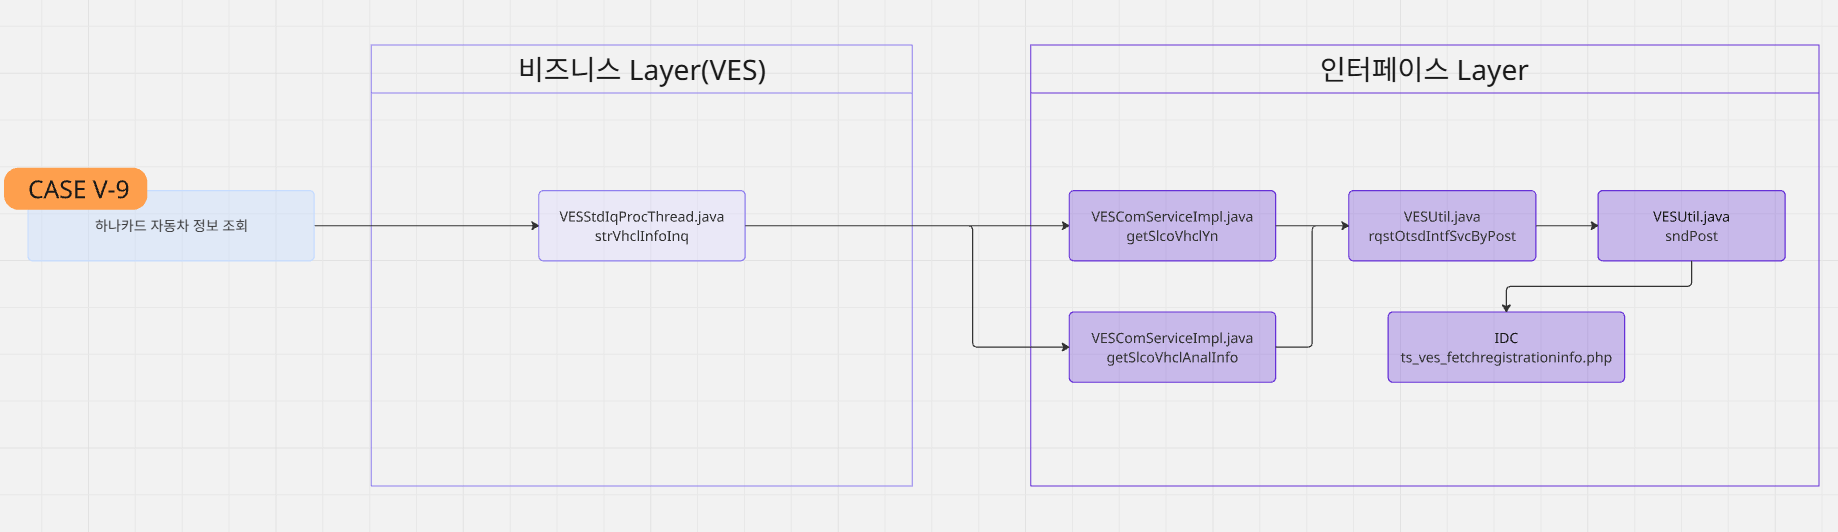 비즈니스 Layer(VES)
인터페이스 Layer
CASE V-9
하나카드 자동차 정보 조회
VESStdIqProcThread.java
strVhclInfoInq
VESComServiceImpl.java
getSlcoVhclYn
VESUtil.java
rqstOtsdIntfSvcByPost
VESUtil.java
sndPost
VESComServiceImpl.java
getSlcoVhclAnalInfo
IDC
ts_ves_fetchregistrationinfo.php